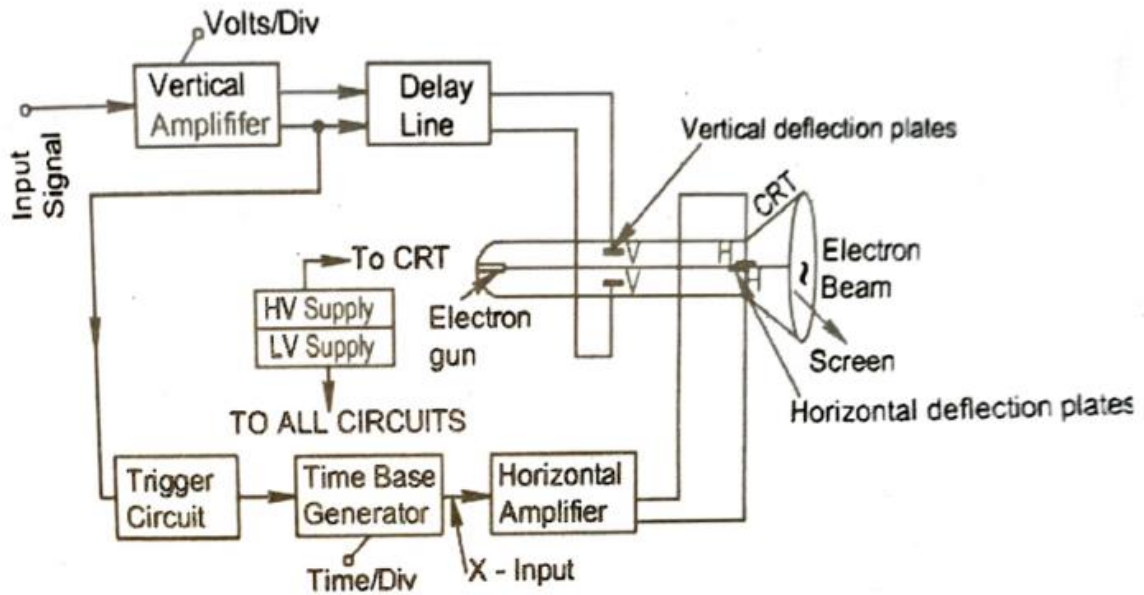 Volts/Div
Vertical
Amplififer
Delay
Line
Input
Signal
Vertical deflection plates
CRT
V
V
H
H
Electron
Beam
To CRT
HV Supply
LV Supply
Electron
gun
Screen
TO ALL CIRCUITS
Horizontal deflection plates
Trigger
Circuit
Time Base
Generator
Horizontal
Amplifier
Time/Div
X - Input